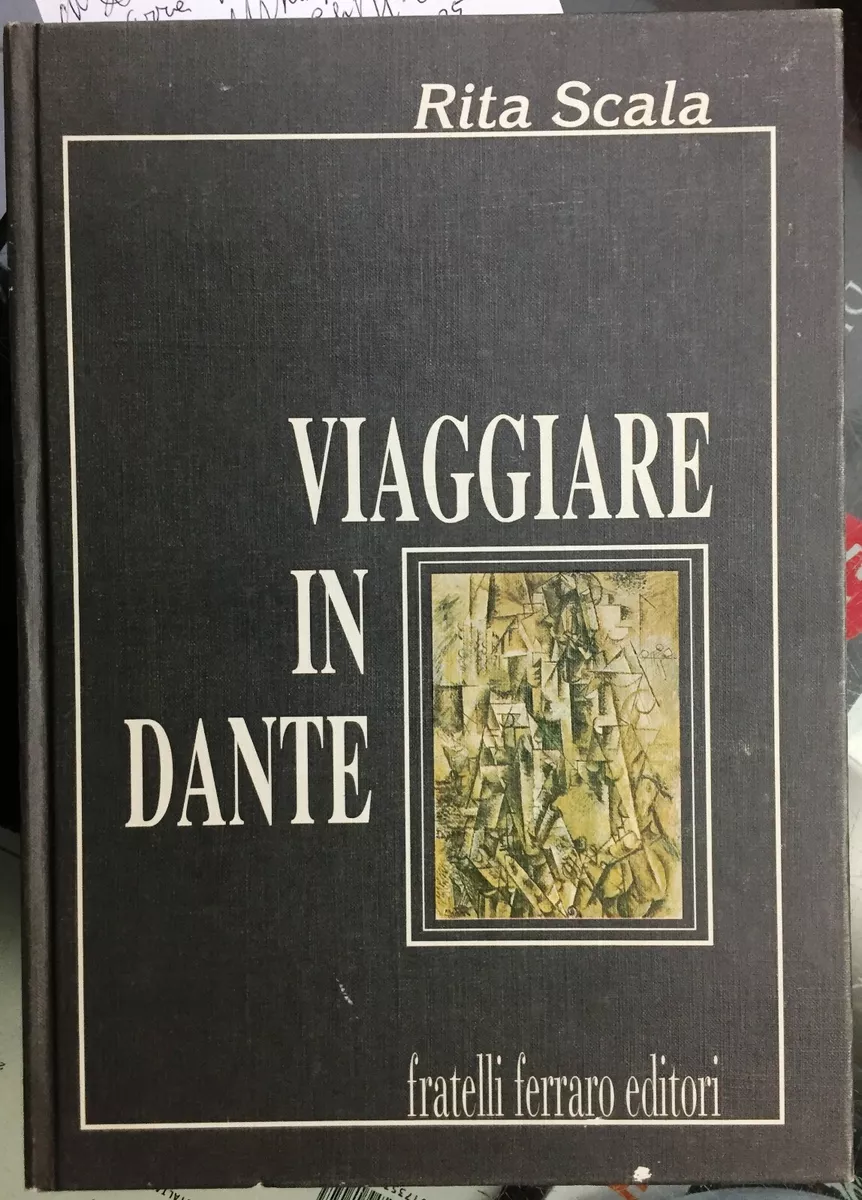 Rita Scala
VIAGGIARE
IN
DANTE
fratelli ferraro editori